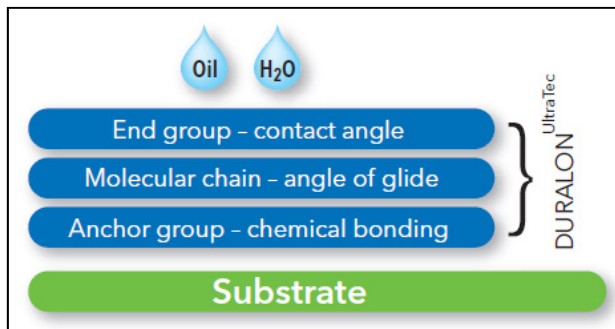 Oil
H₂O
End group – contact angle
Molecular chain – angle of glide
Anchor group – chemical bonding
DURALON UltraTec
Substrate